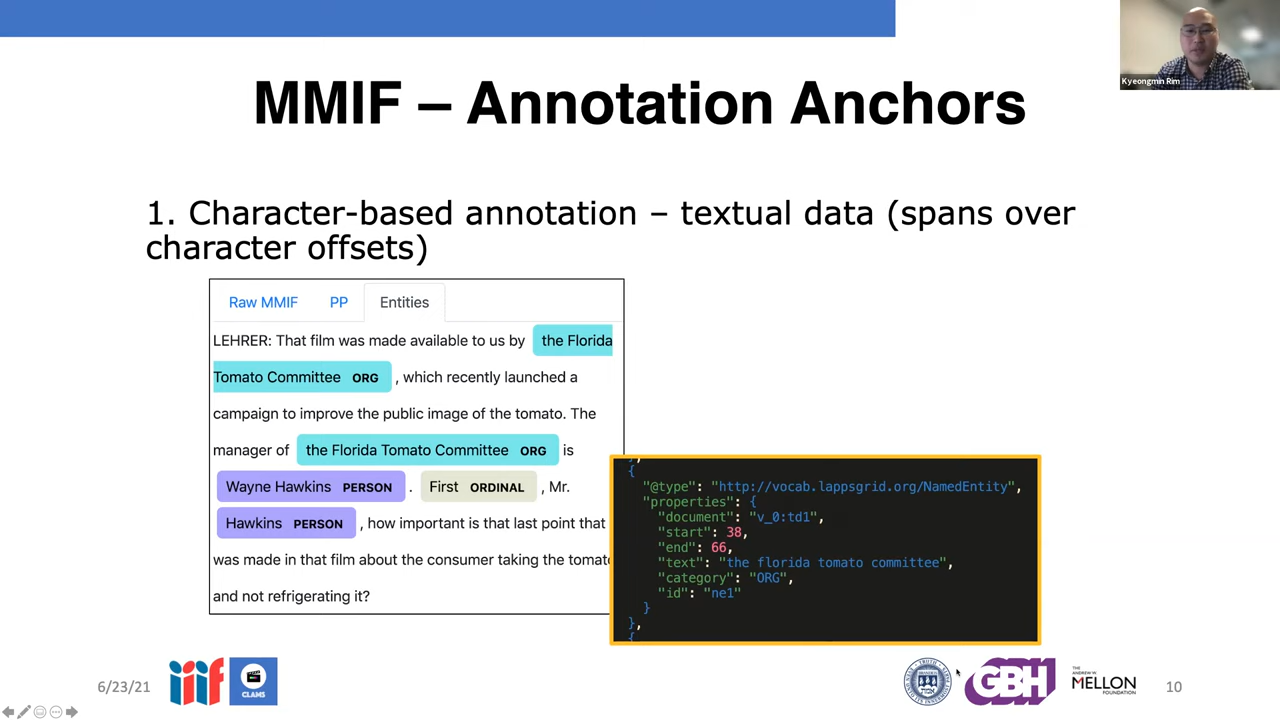 Kyeongmin Rim
MMIF – Annotation Anchors
1. Character-based annotation – textual data (spans over
character offsets)
Raw MMIF PP Entities
LEHRER: That film was made available to us by the Florida
Tomato Committee ORG , which recently launched a
campaign to improve the public image of the tomato. The
manager of the Florida Tomato Committee ORG is
Wayne Hawkins PERSON . First ORDINAL , Mr.
Hawkins PERSON , how important is that last point that
was made in that film about the consumer taking the tomato
and not refrigerating it?
},
{
"@type": "http://vocab.lappsgrid.org/NamedEntity",
"properties": {
"document": "v_0:td1",
"start": 38,
"end": 66,
"text": "the florida tomato committee",
"category": "ORG",
"id": "ne1"
}
},
{
6/23/21
iiif
CLAMS
GBH
THE
ANDREW W.
MELLON
FOUNDATION
10